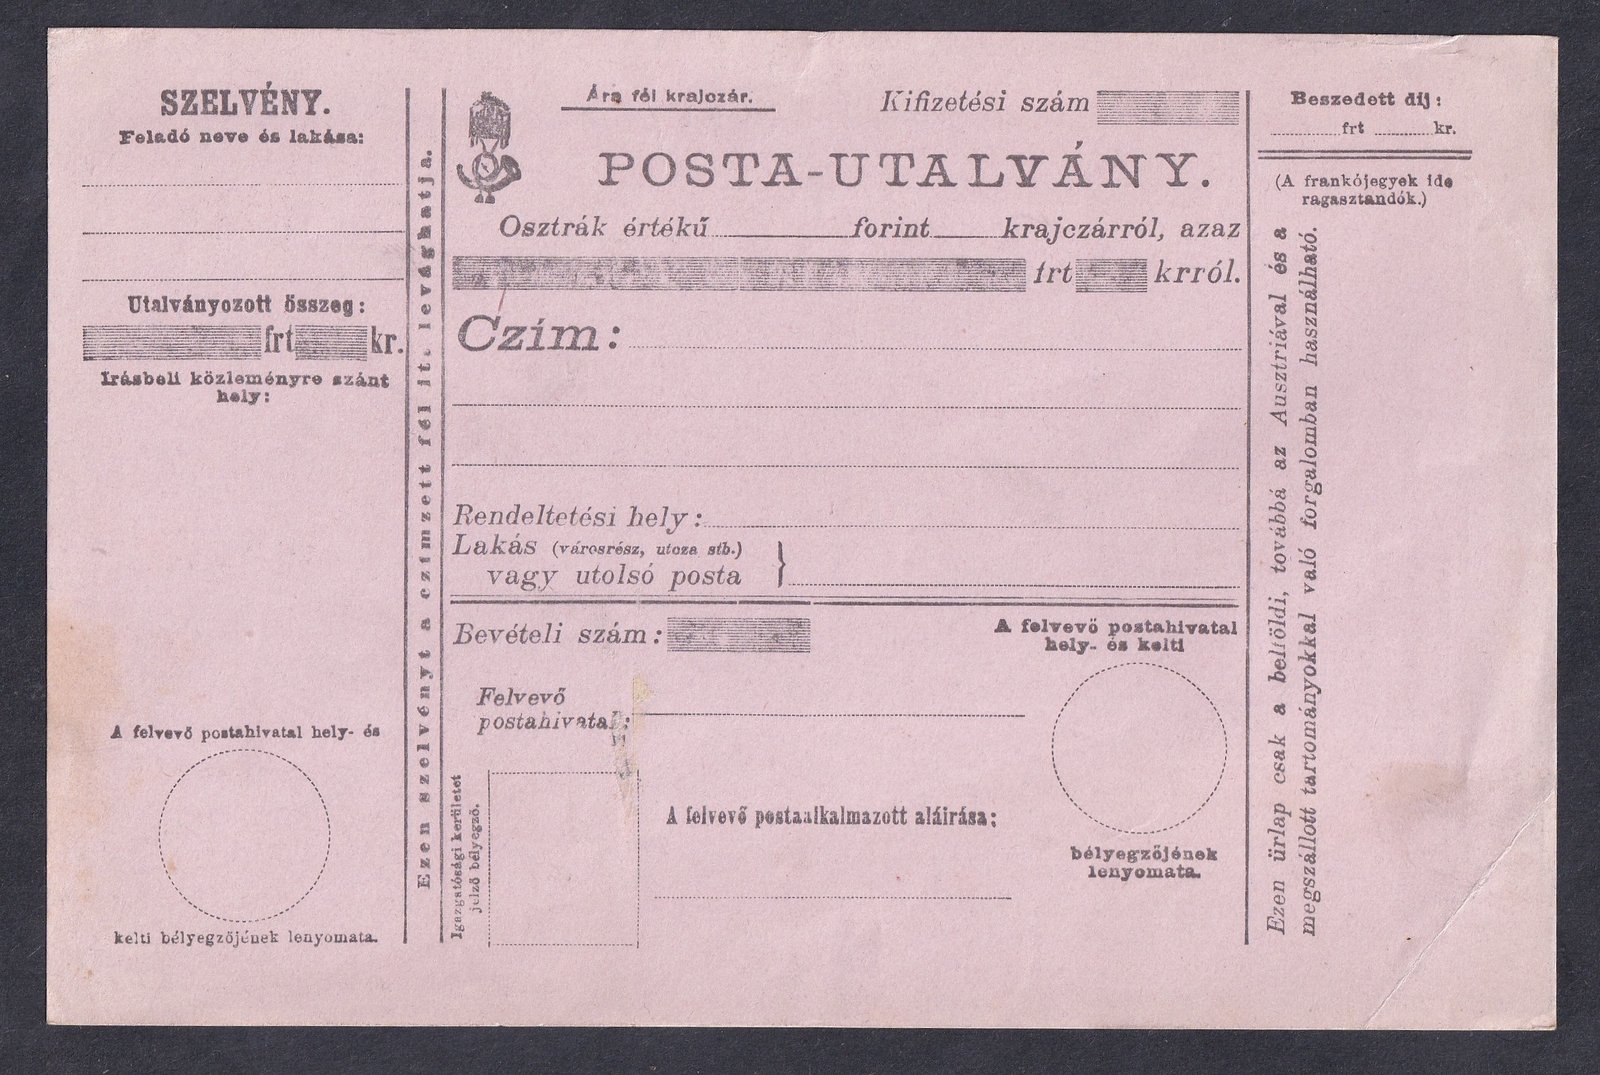 SZELVÉNY.
Feladó neve és lakása:
Utalványozott összeg:
frt kr.
Irásbeli közleményre szánt
hely:
A felvevő postahivatal hely- és
kelti bélyegzőjének lenyomata.
Ezen szelvényt a czímzett fél itt levághatja.
Ára fél krajczár.
Kifizetési szám
POSTA-UTALVÁNY.
Osztrák értékű forint krajczárról, azaz
frt krról.
Czím:
Rendeltetési hely:
Lakás (városrész, utcza stb.)
vagy utolsó posta
Bevételi szám:
Felvevő
postahivatal:
Igazgatósági kerületet
jelző bélyegző.
A felvevő postaalkalmazott aláirása:
A felvevő postahivatal
hely- és kelti
bélyegzőjének
lenyomata.
Beszedett díj:
frt kr.
(A frankójegyek ide
ragasztandók.)
Ezen ürlap csak a belföldi, továbbá az Ausztriával és a
megszállott tartományokkal való forgalomban használható.